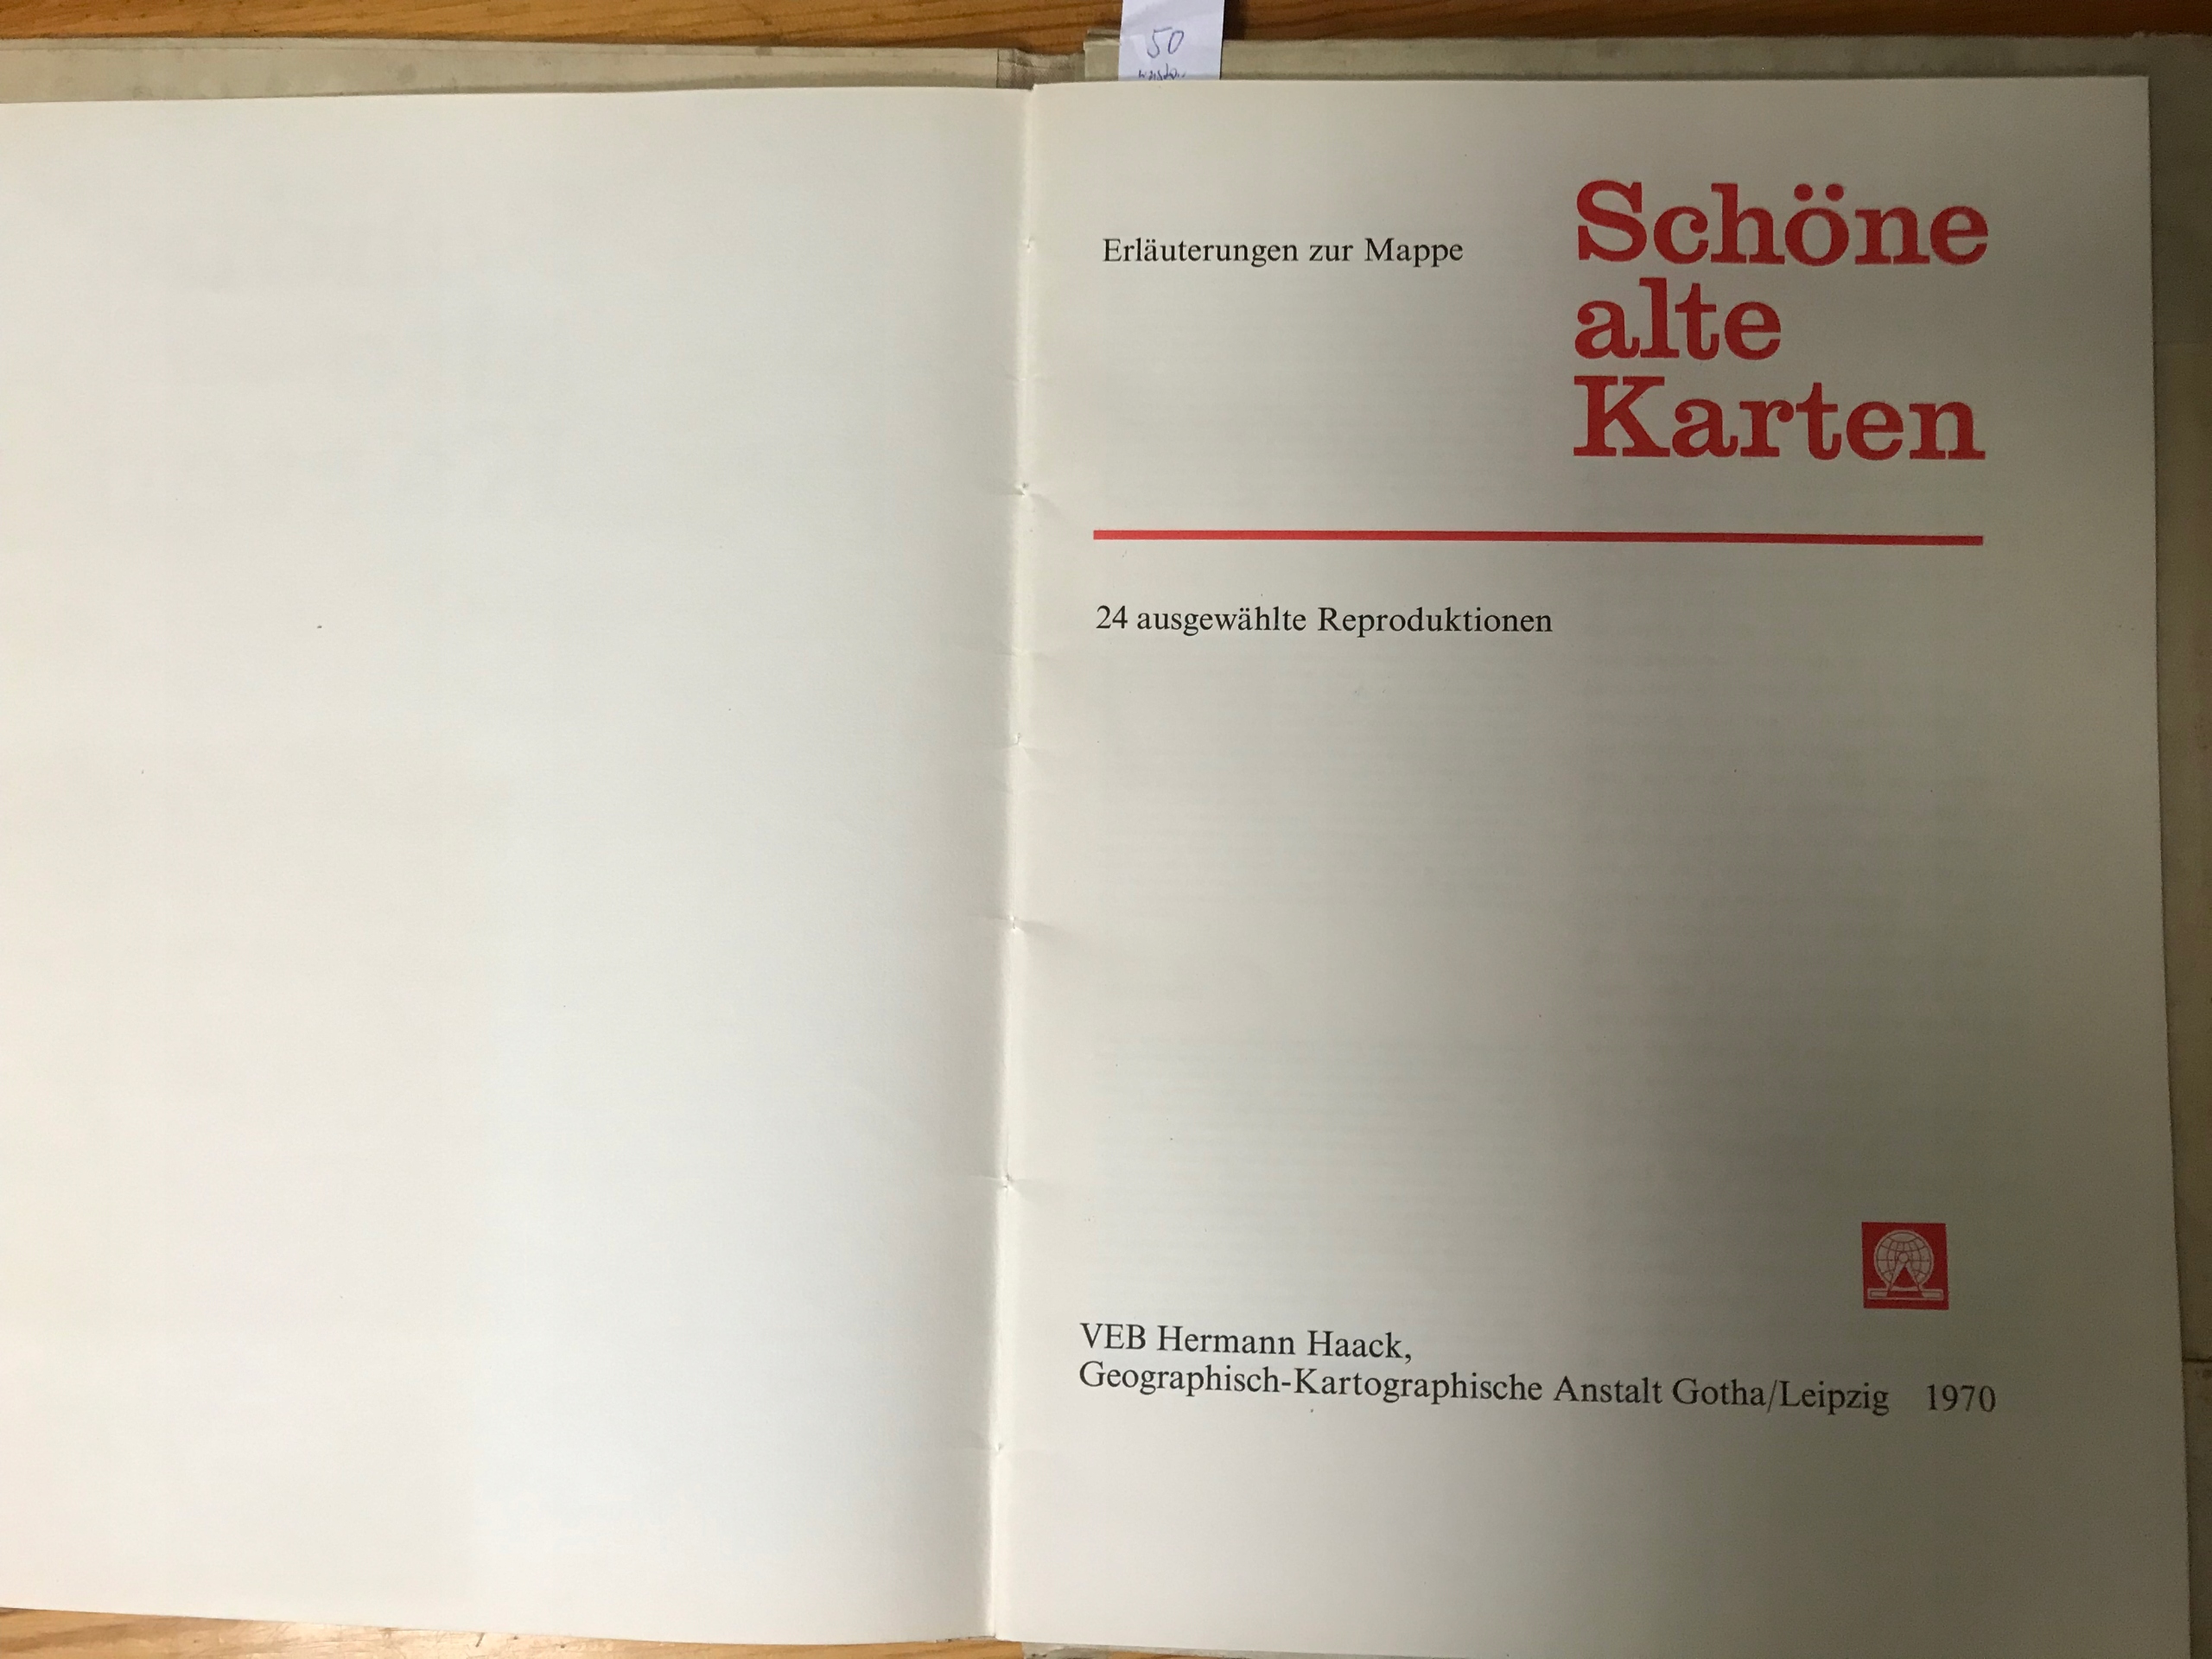 50
Erläuterungen zur Mappe
Schöne
alte
Karten
24 ausgewählte Reproduktionen
VEB Hermann Haack,
Geographisch-Kartographische Anstalt Gotha/Leipzig 1970